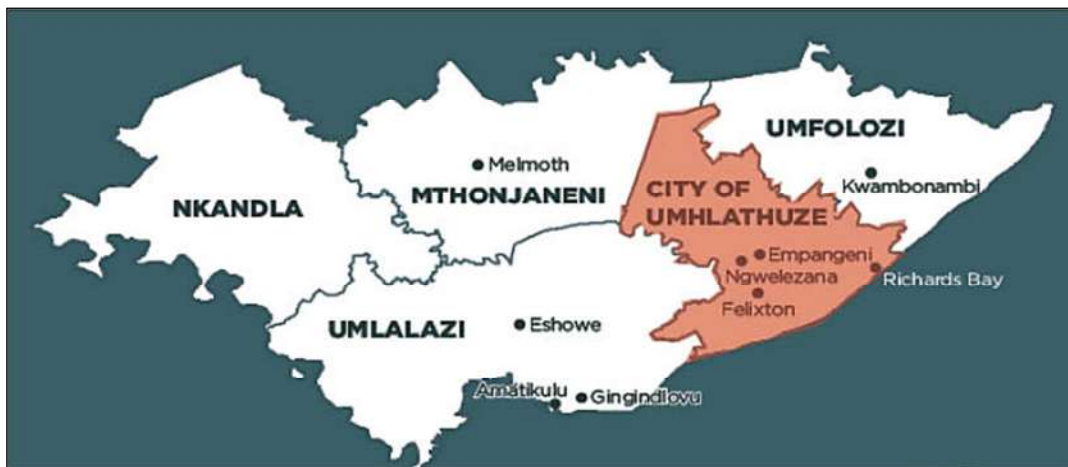 UMFOLOZI
Melmoth
Kwambonambi
CITY OF
UMHLATHUZE
MTHONJANENI
NKANDLA
Empangeni
Ngwelezana
Richards Bay
Felixton
UMLALAZI
Eshowe
Amatikulu
Gingindlovu